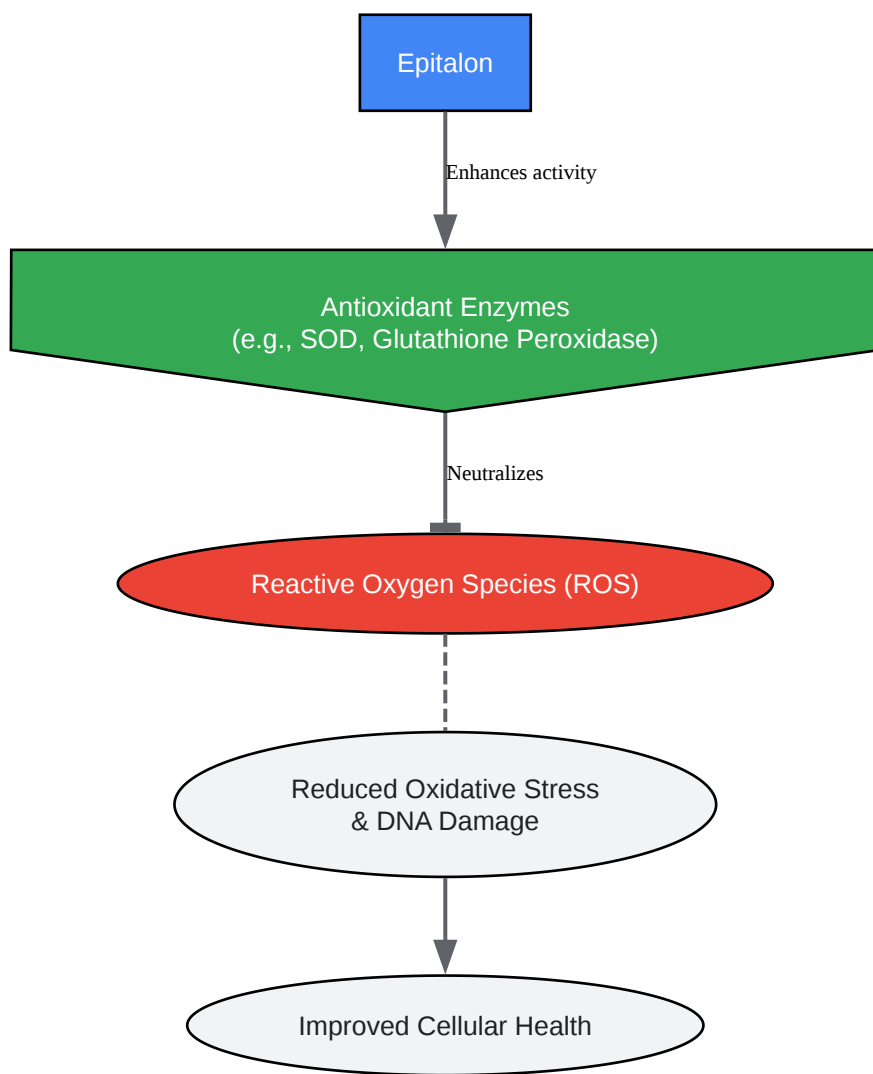 Epitalon
Enhances activity
Antioxidant Enzymes
(e.g., SOD, Glutathione Peroxidase)
Neutralizes
Reactive Oxygen Species (ROS)
Reduced Oxidative Stress
& DNA Damage
Improved Cellular Health